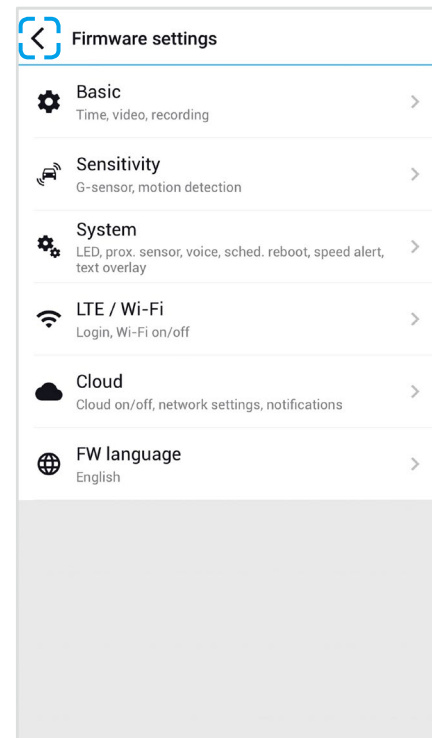 Firmware settings
Basic
Time, video, recording
Sensitivity
G-sensor, motion detection
System
LED, prox. sensor, voice, sched. reboot, speed alert,
text overlay
LTE / Wi-Fi
Login, Wi-Fi on/off
Cloud
Cloud on/off, network settings, notifications
FW language
English